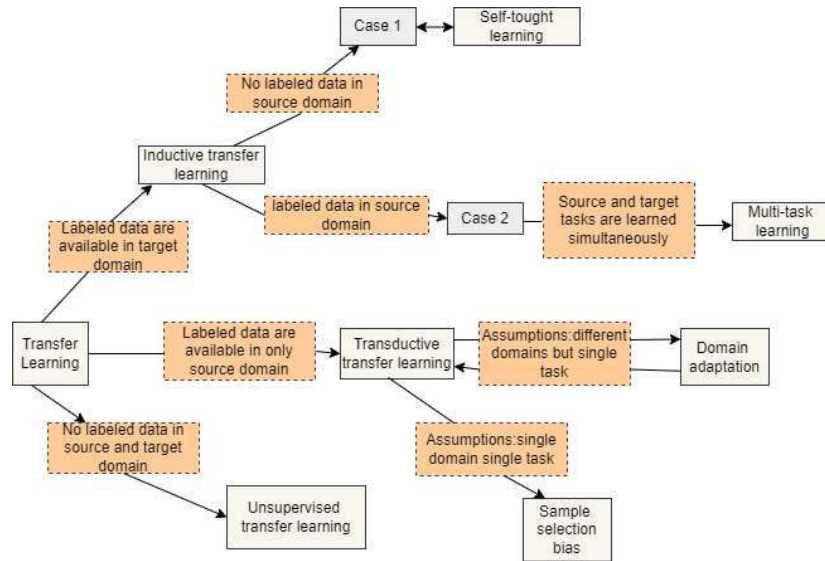 Case 1
Self-tought
learning
No labeled data in
source domain
Inductive transfer
learning
labeled data in source
domain
Case 2
Source and target
tasks are learned
simultaneously
Multi-task
learning
Labeled data are
available in target
domain
Transfer
Learning
Labeled data are
available in only
source domain
Transductive
transfer learning
Assumptions:different
domains but single
task
Domain
adaptation
No labeled data in
source and target
domain
Assumptions:single
domain single task
Unsupervised
transfer learning
Sample
selection
bias